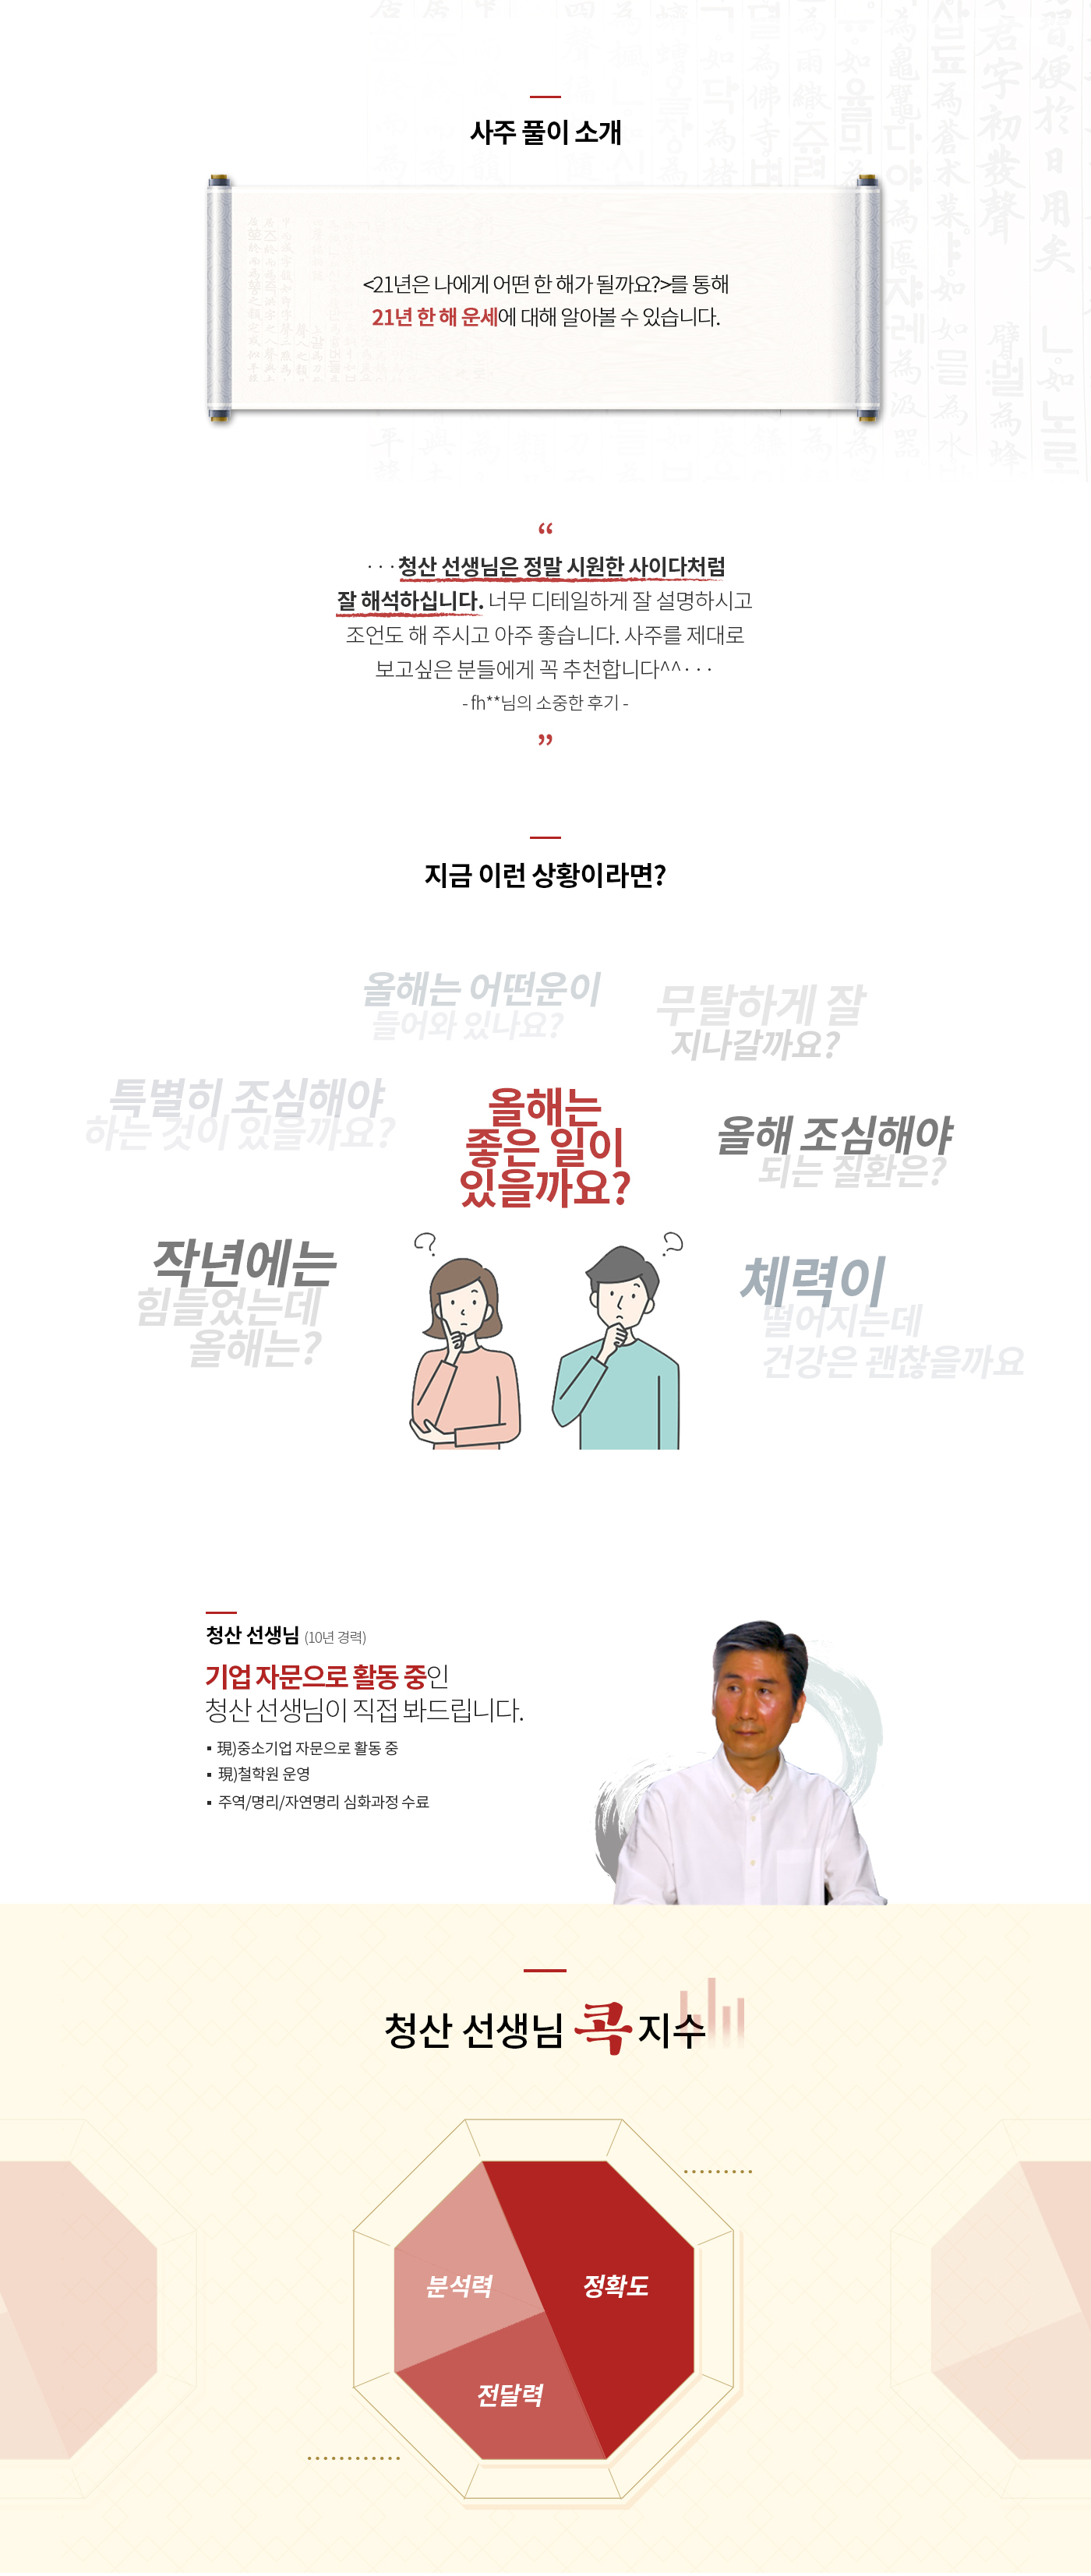 사주 풀이 소개
<21년은 나에게 어떤 한 해가 될까요?>를 통해
21년 한 해 운세에 대해 알아볼 수 있습니다.
“
· · · 청산 선생님은 정말 시원한 사이다처럼
잘 해석하십니다. 너무 디테일하게 잘 설명하시고
조언도 해 주시고 아주 좋습니다. 사주를 제대로
보고싶은 분들에게 꼭 추천합니다^^ · · ·
- fh**님의 소중한 후기 -
”
지금 이런 상황이라면?
올해는 어떤운이
들어와 있나요?
무탈하게 잘
지나갈까요?
특별히 조심해야
하는 것이 있을까요?
올해는
좋은 일이
있을까요?
올해 조심해야
되는 질환은?
작년에는
힘들었는데
올해는?
체력이
떨어지는데
건강은 괜찮을까요
청산 선생님 (10년 경력)
기업 자문으로 활동 중인
청산 선생님이 직접 봐드립니다.
▪ 現)중소기업 자문으로 활동 중
▪ 現)철학원 운영
▪ 주역/명리/자연명리 심화과정 수료
청산 선생님 콕 지수
분석력
정확도
전달력